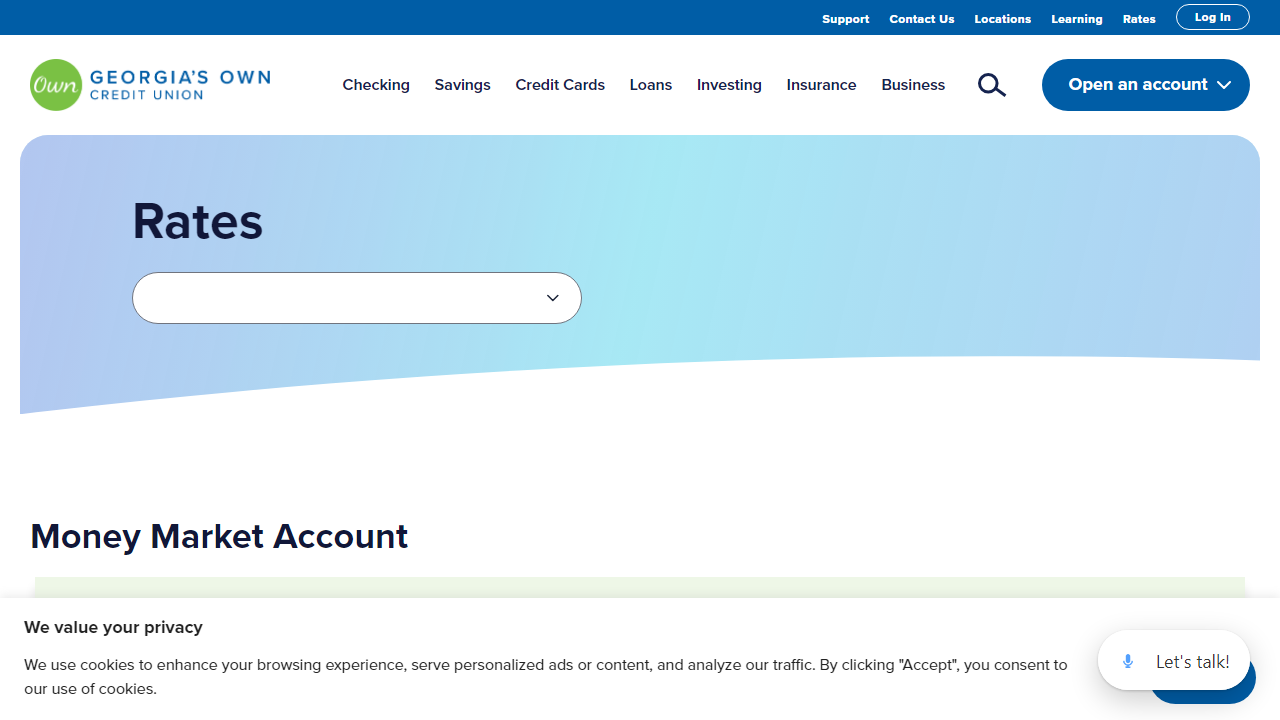 Support Contact Us Locations Learning Rates Log In
Own GEORGIA'S OWN
CREDIT UNION
Checking Savings Credit Cards Loans Investing Insurance Business Open an account
Rates
Money Market Account
We value your privacy
We use cookies to enhance your browsing experience, serve personalized ads or content, and analyze our traffic. By clicking "Accept", you consent to
our use of cookies.
Let's talk!